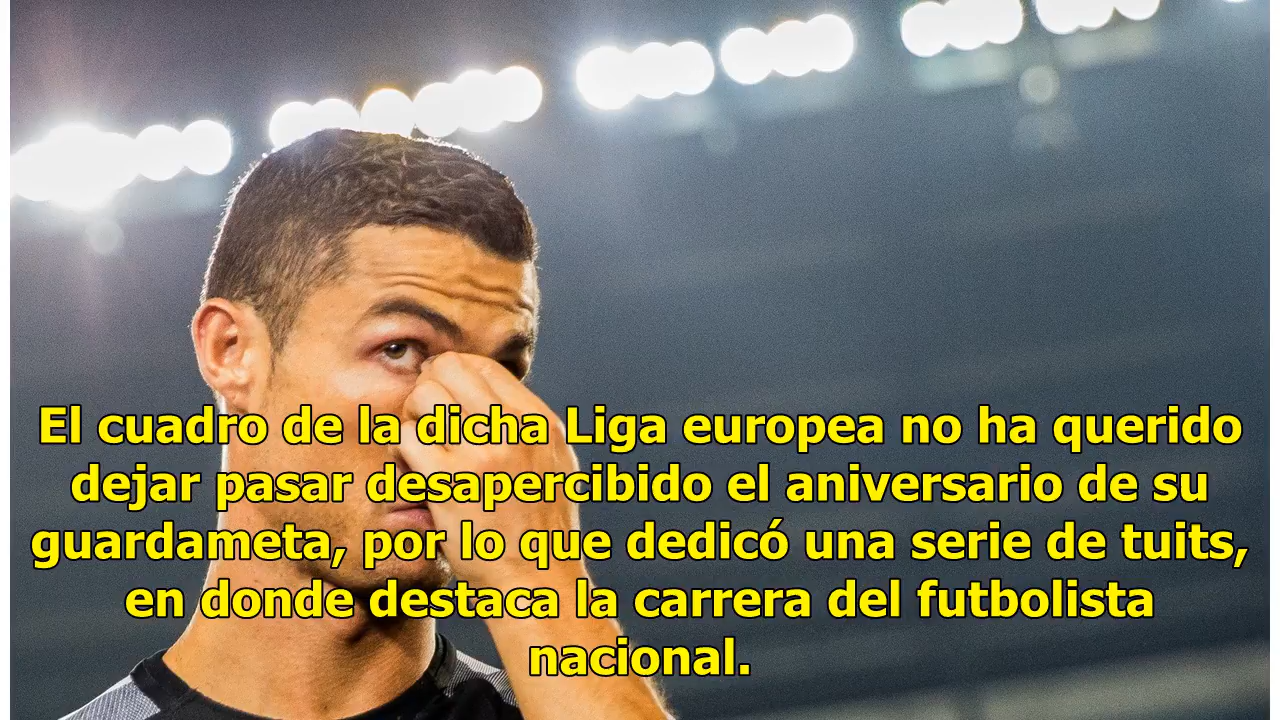 El cuadro de la dicha Liga europea no ha querido
dejar pasar desapercibido el aniversario de su
guardameta, por lo que dedicó una serie de tuits,
en donde destaca la carrera del futbolista
nacional.